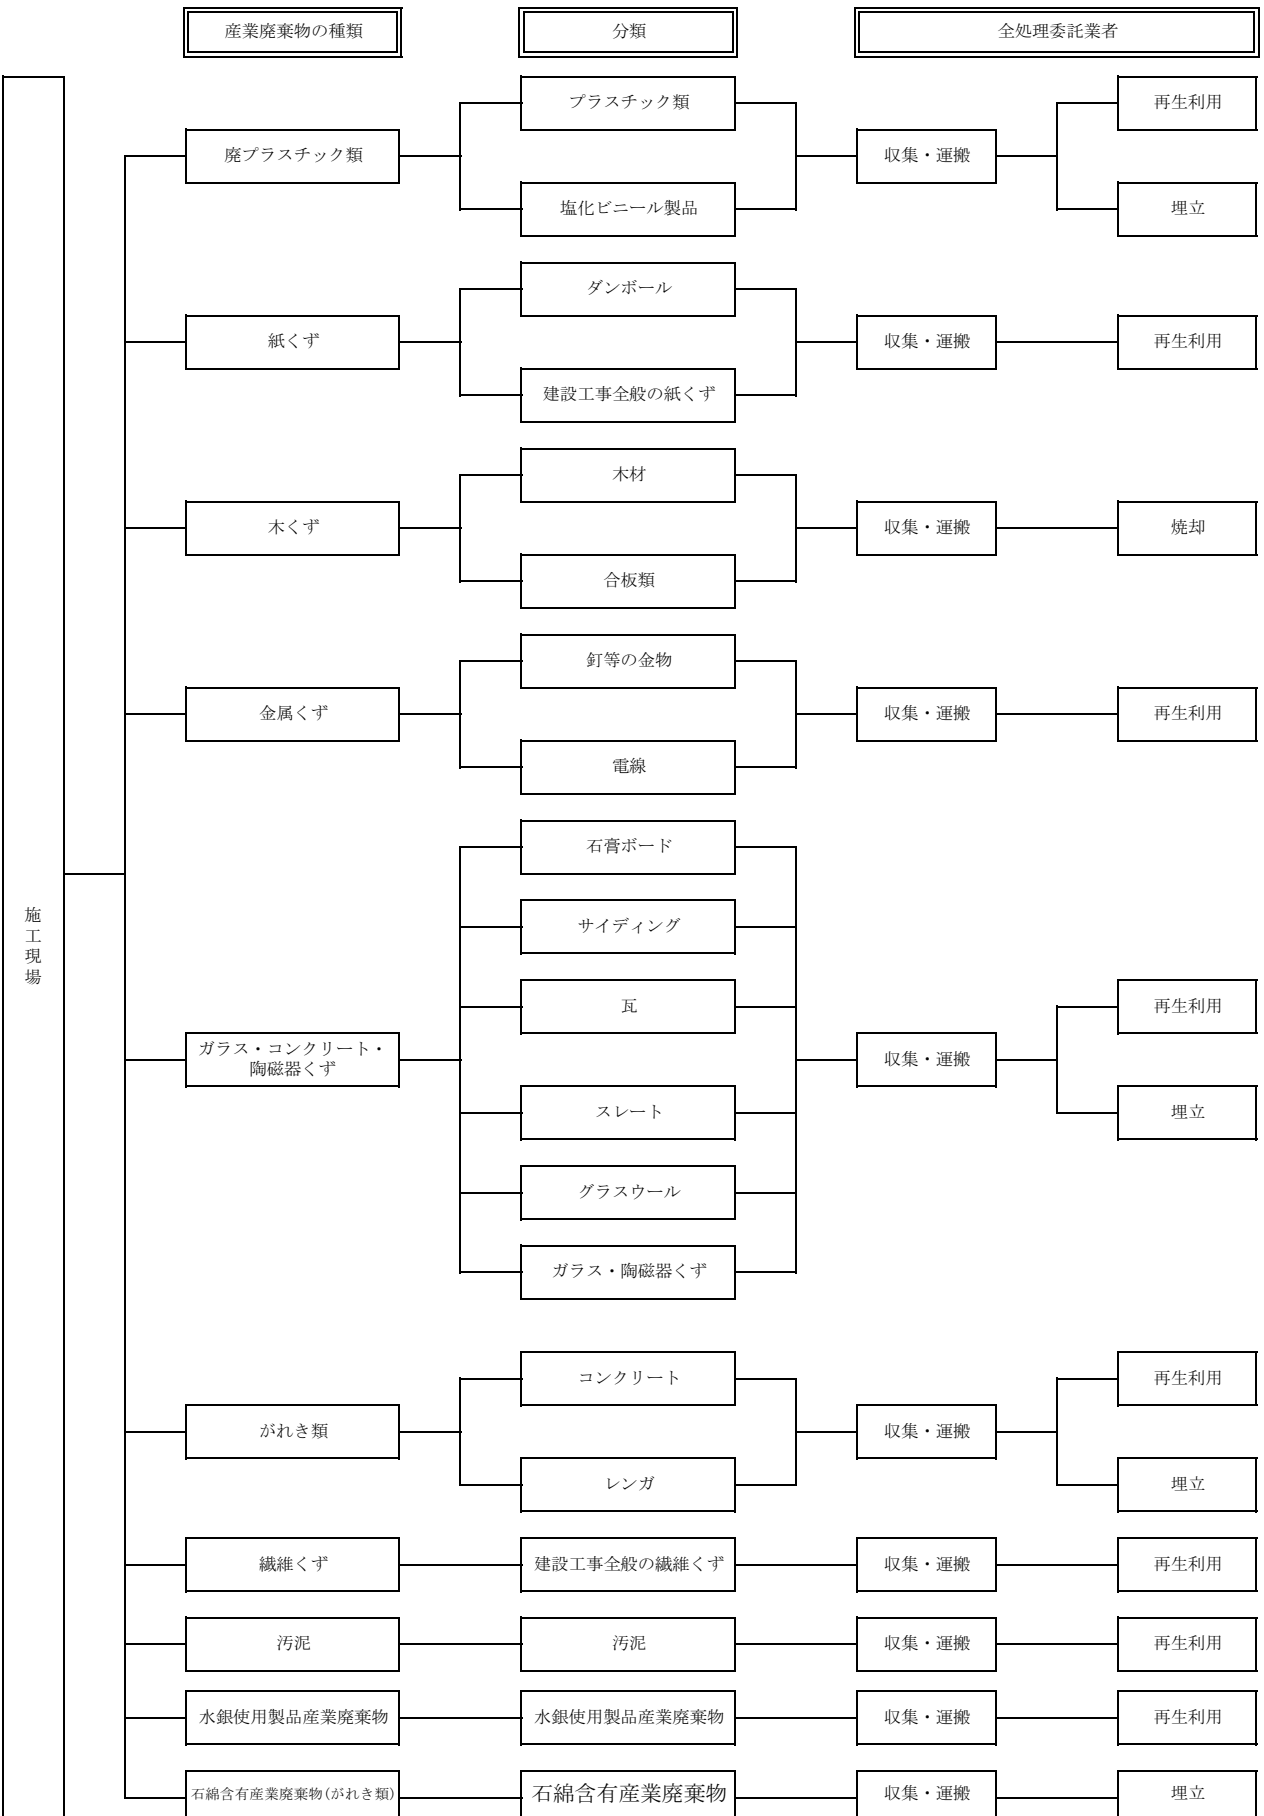 産業廃棄物の種類
分類
全処理委託業者
施工現場
廃プラスチック類
プラスチック類
塩化ビニール製品
収集・運搬
再生利用
埋立
紙くず
ダンボール
建設工事全般の紙くず
収集・運搬
再生利用
木くず
木材
合板類
収集・運搬
焼却
金属くず
釘等の金物
電線
収集・運搬
再生利用
ガラス・コンクリート・
陶磁器くず
石膏ボード
サイディング
瓦
スレート
グラスウール
ガラス・陶磁器くず
収集・運搬
再生利用
埋立
がれき類
コンクリート
レンガ
収集・運搬
再生利用
埋立
繊維くず
建設工事全般の繊維くず
収集・運搬
再生利用
汚泥
汚泥
収集・運搬
再生利用
水銀使用製品産業廃棄物
水銀使用製品産業廃棄物
収集・運搬
再生利用
石綿含有産業廃棄物(がれき類)
石綿含有産業廃棄物
収集・運搬
埋立